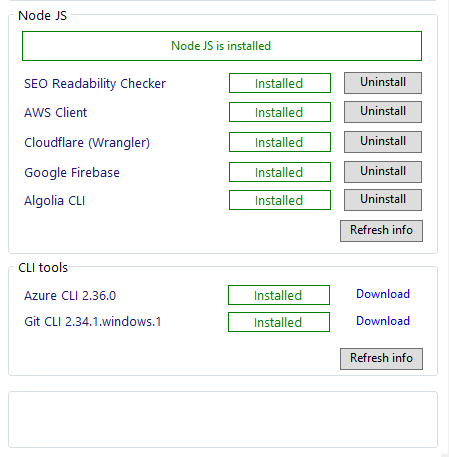 Node JS
Node JS is installed
SEO Readability Checker Installed Uninstall
AWS Client Installed Uninstall
Cloudflare (Wrangler) Installed Uninstall
Google Firebase Installed Uninstall
Algolia CLI Installed Uninstall
Refresh info
CLI tools
Azure CLI 2.36.0 Installed Download
Git CLI 2.34.1.windows.1 Installed Download
Refresh info